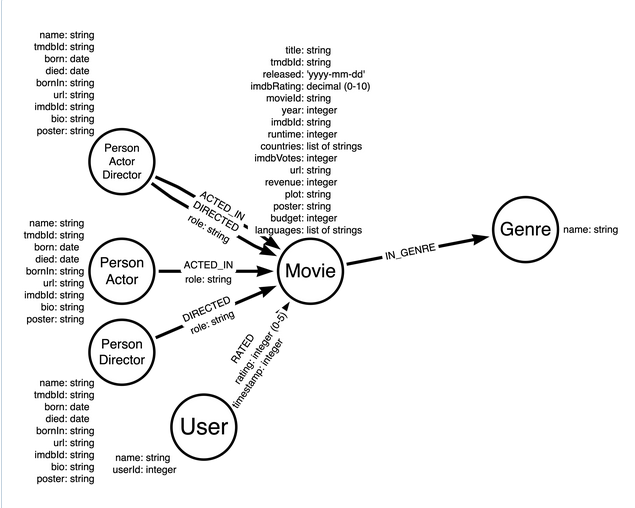 name: string
tmdbId: string
born: date
died: date
bornIn: string
url: string
imdbId: string
bio: string
poster: string
Person
Actor
Director
title: string
tmdbId: string
released: 'yyyy-mm-dd'
imdbRating: decimal (0-10)
movieId: string
year: integer
imdbId: string
runtime: integer
countries: list of strings
imdbVotes: integer
url: string
revenue: integer
plot: string
poster: string
budget: integer
languages: list of strings
ACTED_IN
DIRECTED
role: string
name: string
tmdbId: string
born: date
died: date
bornIn: string
url: string
imdbId: string
bio: string
poster: string
Person
Actor
ACTED_IN
role: string
Movie
IN_GENRE
Genre
name: string
Person
Director
DIRECTED
role: string
name: string
tmdbId: string
born: date
died: date
bornIn: string
url: string
imdbId: string
bio: string
poster: string
RATED
rating: integer (0-5)
timestamp: integer
User
name: string
userId: integer